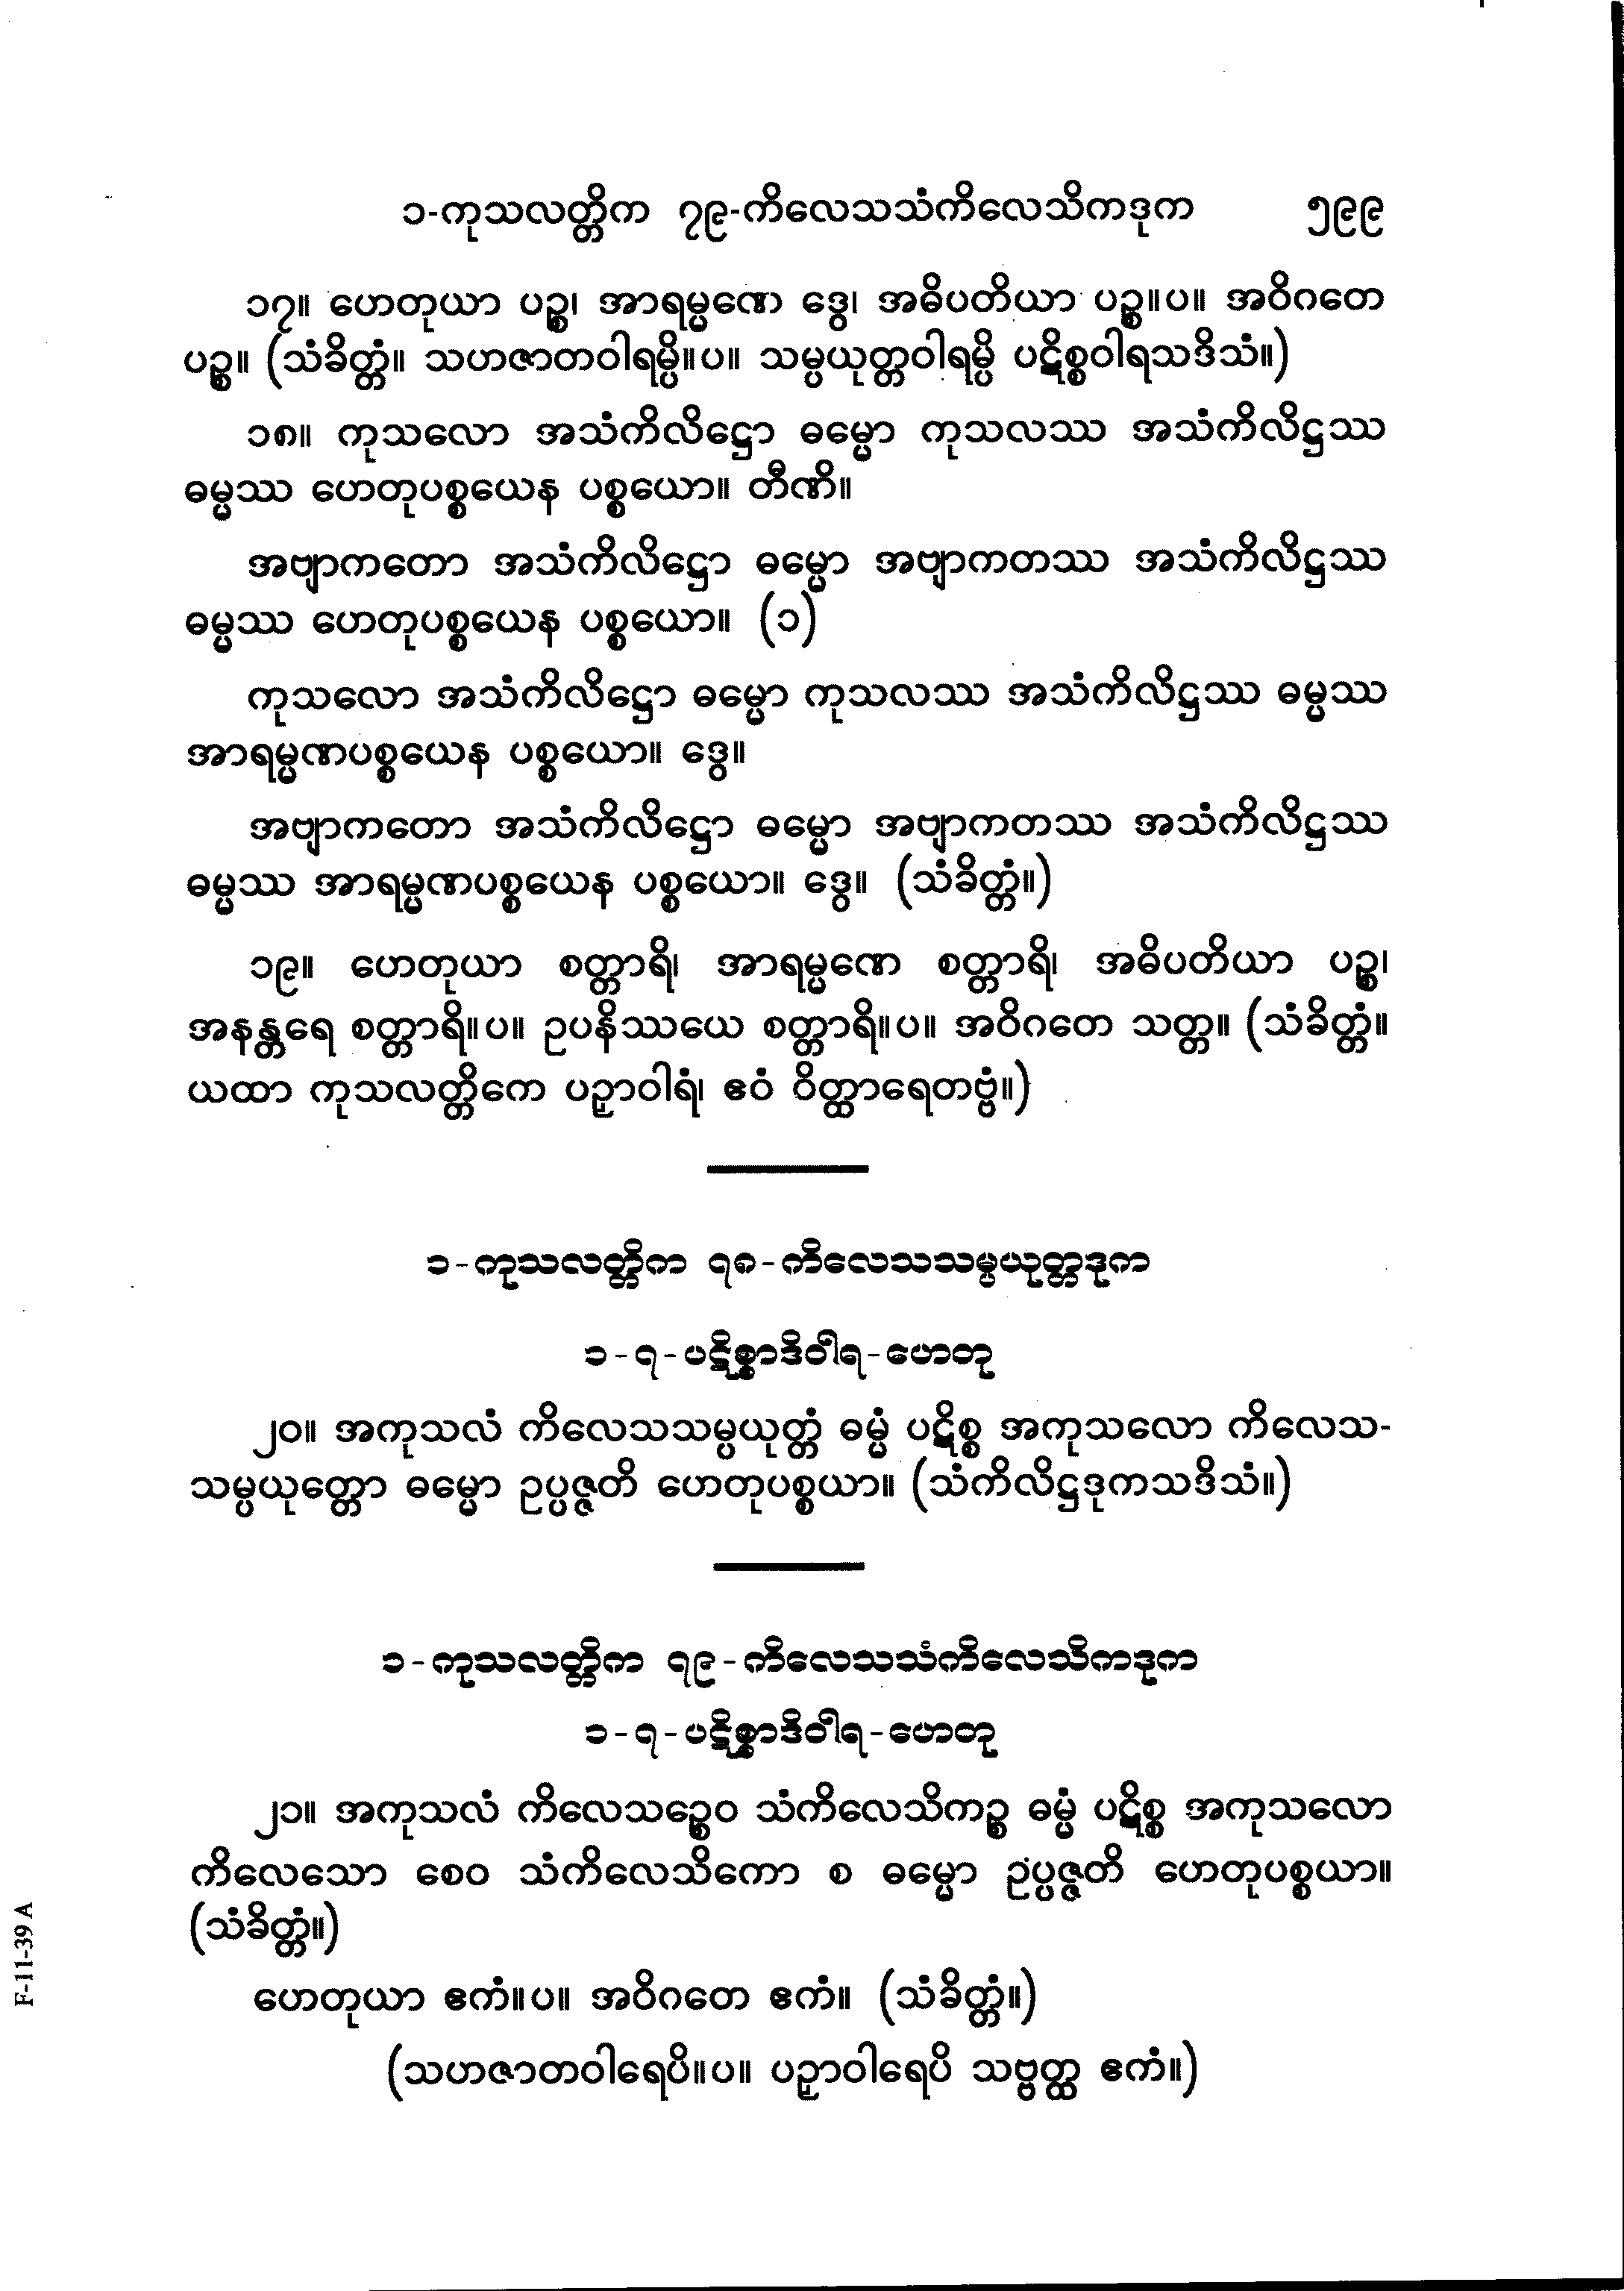 ၁-ကုသလတ္တိက ၇၉-ကိလေသသံကိလေသိကဒုက ၅၉၉
၁၇။ ဟေတုယာ ပဉ္စ၊ အာရမ္မဏေ ဒွေ၊ အဓိပတိယာ ပဉ္စ။ပ။ အဝိဂတေ
ပဉ္စ။ (သံခိတ္တံ။ သဟဇာတဝါရမ္ပိ။ပ။ သမ္ပယုတ္တဝါရမ္ပိ ပဋိစ္စဝါရသဒိသံ။)
၁၈။ ကုသလော အသံကိလိဋ္ဌော ဓမ္မော ကုသလဿ အသံကိလိဋ္ဌဿ
ဓမ္မဿ ဟေတုပစ္စယေန ပစ္စယော။ တီဏိ။
အဗျာကတော အသံကိလိဋ္ဌော ဓမ္မော အဗျာကတဿ အသံကိလိဋ္ဌဿ
ဓမ္မဿ ဟေတုပစ္စယေန ပစ္စယော။ (၁)
ကုသလော အသံကိလိဋ္ဌော ဓမ္မော ကုသလဿ အသံကိလိဋ္ဌဿ ဓမ္မဿ
အာရမ္မဏပစ္စယေန ပစ္စယော။ ဒွေ။
အဗျာကတော အသံကိလိဋ္ဌော ဓမ္မော အဗျာကတဿ အသံကိလိဋ္ဌဿ
ဓမ္မဿ အာရမ္မဏပစ္စယေန ပစ္စယော။ ဒွေ။ (သံခိတ္တံ။)
၁၉။ ဟေတုယာ စတ္တာရိ၊ အာရမ္မဏေ စတ္တာရိ၊ အဓိပတိယာ ပဉ္စ၊
အနန္တရေ စတ္တာရိ။ပ။ ဥပနိဿယေ စတ္တာရိ။ပ။ အဝိဂတေ သတ္တ။ (သံခိတ္တံ။
ယထာ ကုသလတ္တိကေ ပဉှာဝါရံ၊ ဧဝံ ဝိတ္ထာရေတဗ္ဗံ။)
၁-ကုသလတ္တိက ၇၈-ကိလေသသမ္ပယုတ္တဒုက
၁-၇-ပဋိစ္စာဒိဝါရ-ဟေတု
၂၀။ အကုသလံ ကိလေသသမ္ပယုတ္တံ ဓမ္မံ ပဋိစ္စ အကုသလော ကိလေသ-
သမ္ပယုတ္တော ဓမ္မော ဥပ္ပဇ္ဇတိ ဟေတုပစ္စယာ။ (သံကိလိဋ္ဌဒုကသဒိသံ။)
၁-ကုသလတ္တိက ၇၉-ကိလေသသံကိလေသိကဒုက
၁-၇-ပဋိစ္စာဒိဝါရ-ဟေတု
၂၁။ အကုသလံ ကိလေသဉ္စေဝ သံကိလေသိကဉ္စ ဓမ္မံ ပဋိစ္စ အကုသလော
ကိလေသော စေဝ သံကိလေသိကော စ ဓမ္မော ဥပ္ပဇ္ဇတိ ဟေတုပစ္စယာ။
(သံခိတ္တံ။)
ဟေတုယာ ဧကံ။ပ။ အဝိဂတေ ဧကံ။ (သံခိတ္တံ။)
(သဟဇာတဝါရေပိ။ပ။ ပဉှာဝါရေပိ သဗ္ဗတ္ထ ဧကံ။)
F-11-39 A